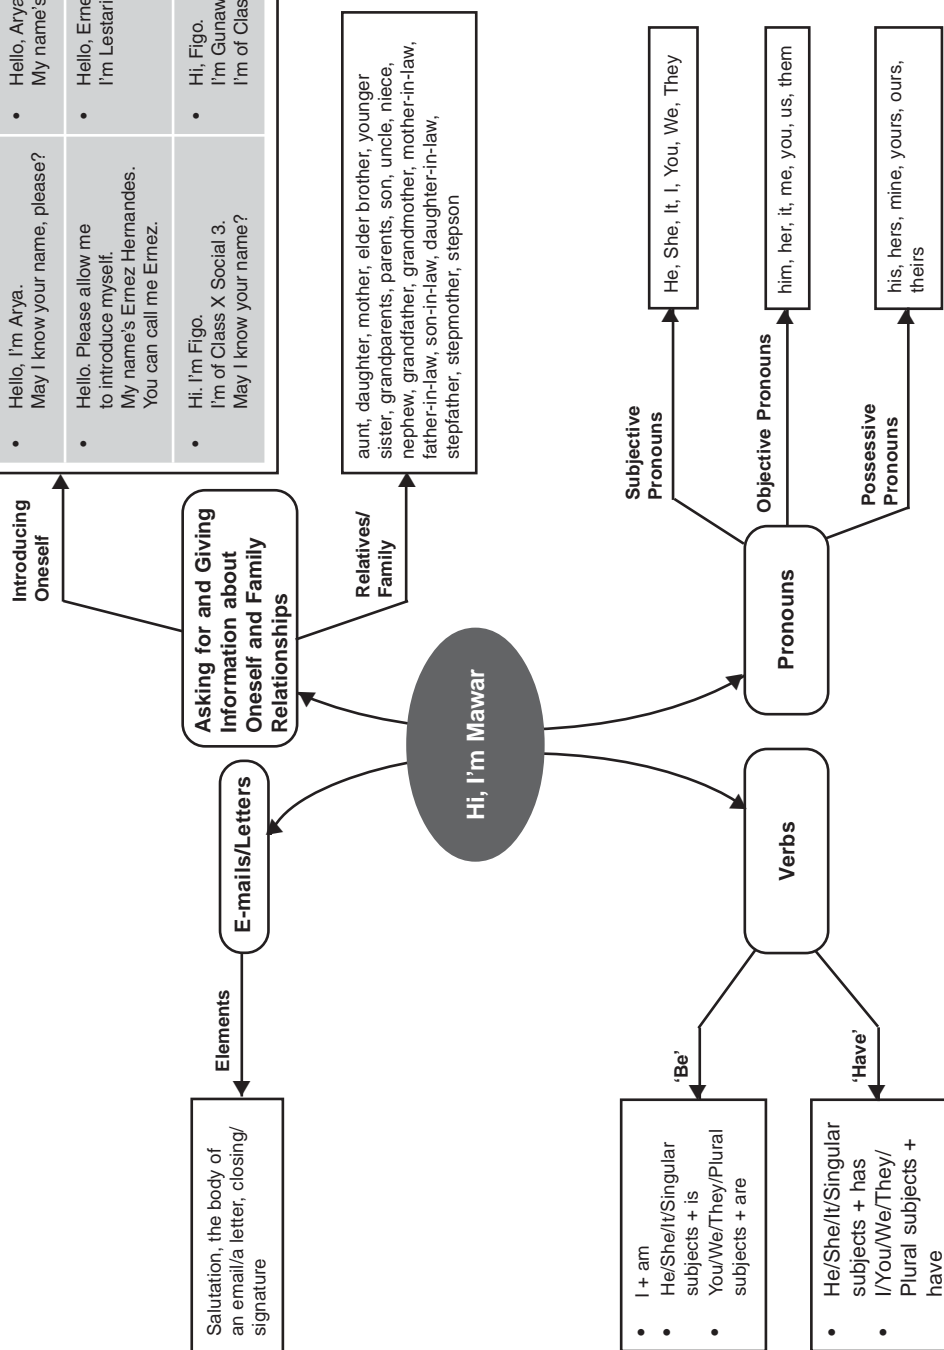 Hi, I'm Mawar
Asking for and Giving
Information about
Oneself and Family
Relationships
Introducing
Oneself
• Hello, I'm Arya.
May I know your name, please?
• Hello, Arya
My name's
• Hello. Please allow me
to introduce myself.
My name's Ernez Hernandes.
You can call me Ernez.
• Hello, Erne
I'm Lestari
• Hi. I'm Figo.
I'm of Class X Social 3.
May I know your name?
• Hi, Figo.
I'm Gunaw
I'm of Clas
Relatives/
Family
aunt, daughter, mother, elder brother, younger
sister, grandparents, parents, son, uncle, niece,
nephew, grandfather, grandmother, mother-in-law,
father-in-law, son-in-law, daughter-in-law,
stepfather, stepmother, stepson
E-mails/Letters
Elements
Salutation, the body of
an email/a letter, closing/
signature
Verbs
'Be'
• I + am
• He/She/It/Singular
subjects + is
• You/We/They/Plural
subjects + are
'Have'
• He/She/It/Singular
subjects + has
• I/You/We/They/
Plural subjects +
have
Pronouns
Subjective
Pronouns
He, She, It, I, You, We, They
Objective Pronouns
him, her, it, me, you, us, them
Possessive
Pronouns
his, hers, mine, yours, ours,
theirs